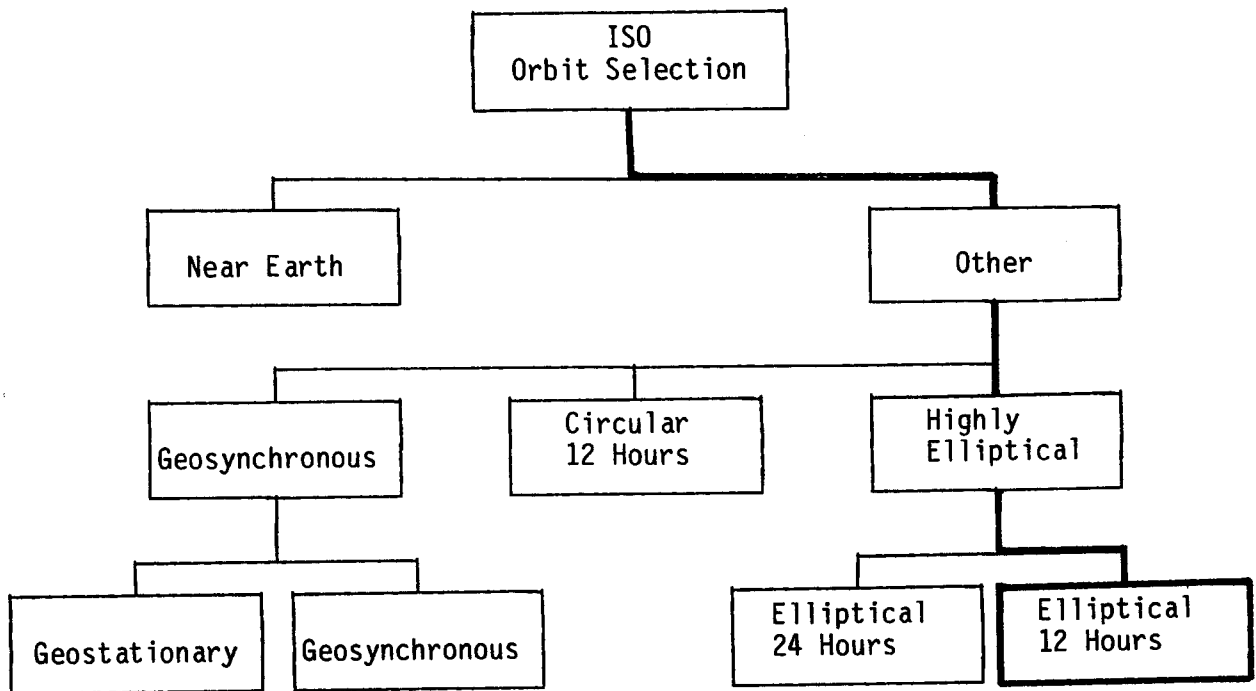 ISO
Orbit Selection
Near Earth
Other
Geosynchronous
Circular
12 Hours
Highly
Elliptical
Geostationary
Geosynchronous
Elliptical
24 Hours
Elliptical
12 Hours